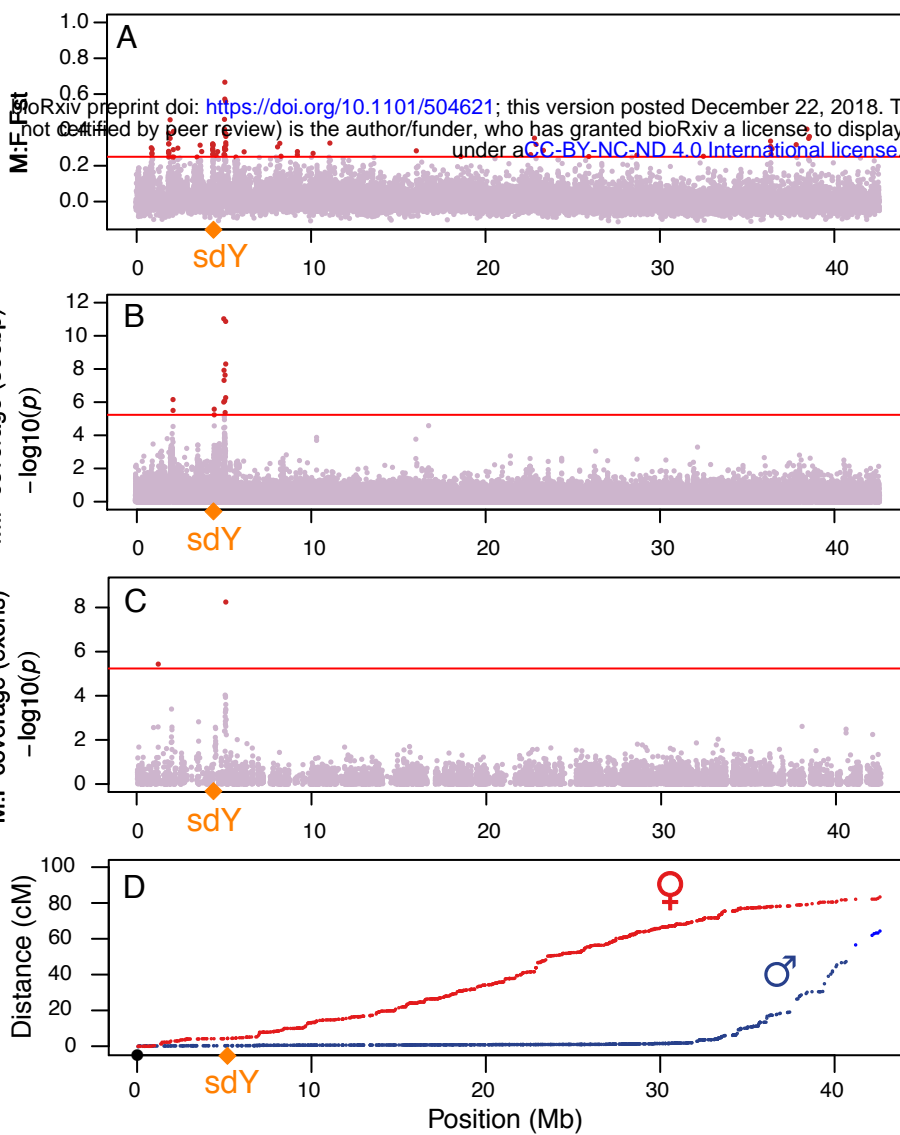 A
1.0
0.8
0.6
0.4
0.2
0.0
M:F Fst
bioRxiv preprint doi: https://doi.org/10.1101/504621; this version posted December 22, 2018. T
not certified by peer review) is the author/funder, who has granted bioRxiv a license to display
under aCC-BY-NC-ND 4.0 International license.
sdY
0 10 20 30 40
B
12
10
8
6
4
2
0
−log10(p)
sdY
0 10 20 30 40
C
8
6
4
2
0
M:F coverage (exons)
−log10(p)
sdY
0 10 20 30 40
D
100
80
60
40
20
0
Distance (cM)
♀
♂
sdY
0 10 20 30 40
Position (Mb)